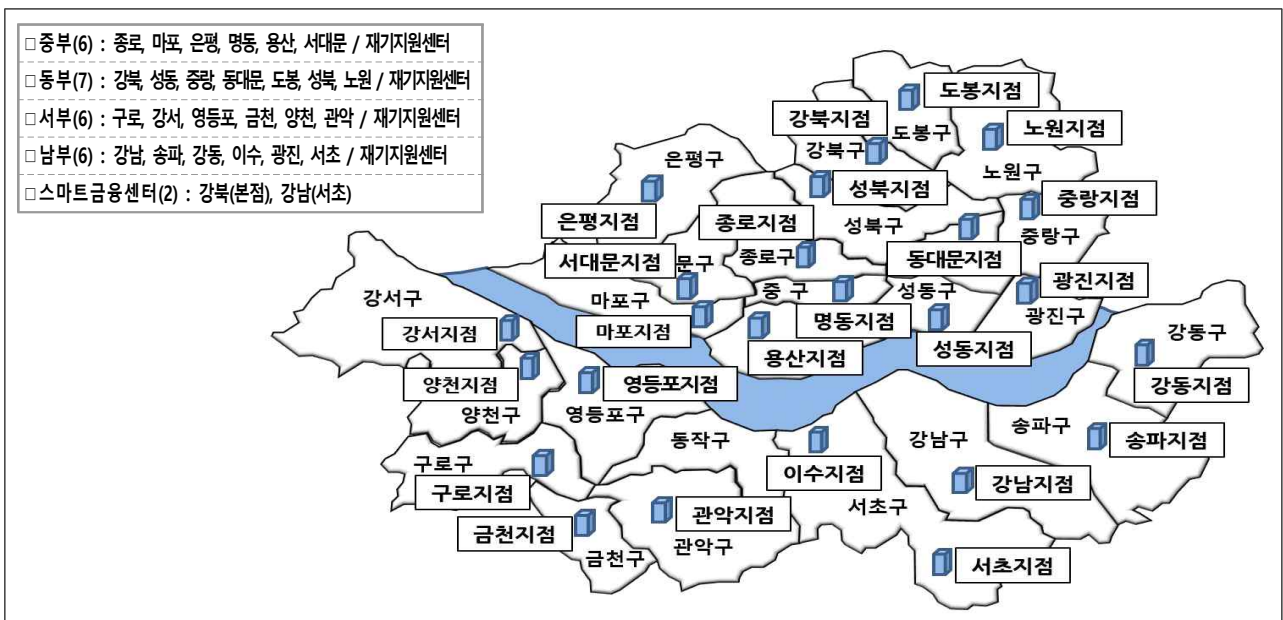 □중부(6) : 종로, 마포, 은평, 명동, 용산, 서대문 / 재기지원센터
□동부(7) : 강북, 성동, 중랑, 동대문, 도봉, 성북, 노원 / 재기지원센터
□서부(6) : 구로, 강서, 영등포, 금천, 양천, 관악 / 재기지원센터
□남부(6) : 강남, 송파, 강동, 이수, 광진, 서초 / 재기지원센터
□스마트금융센터(2) : 강북(본점), 강남(서초)
도봉지점
강북지점
도봉구
노원지점
강북구
은평구
노원구
성북지점
중랑지점
은평지점
종로지점
성북구
중랑구
서대문지점
문구
종로구
동대문지점
광진지점
강서구
마포구
중 구
성동구
광진구
강서지점
마포지점
명동지점
강동구
용산지점
성동지점
양천지점
영등포지점
강동지점
양천구
영등포구
동작구
강남구
송파구
송파지점
구로구
이수지점
구로지점
강남지점
관악지점
서초구
금천지점
금천구
관악구
서초지점